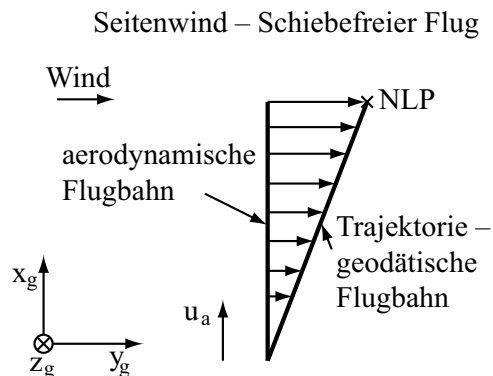 Seitenwind – Schiebefreier Flug
Wind
NLP
aerodynamische
Flugbahn
Trajektorie –
geodätische
Flugbahn
x_g
u_a
z_g
y_g